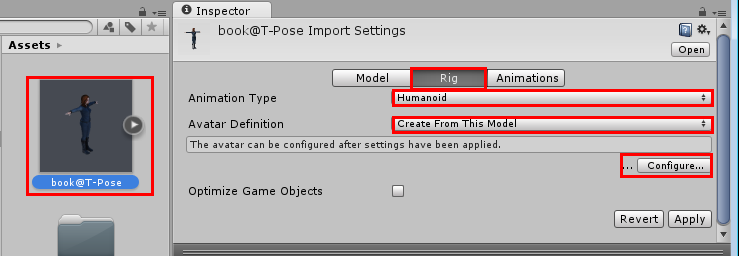 Inspector
Assets
book@T-Pose Import Settings
Open
Model Rig Animations
Animation Type Humanoid
Avatar Definition Create From This Model
The avatar can be configured after settings have been applied.
... Configure...
book@T-Pose
Optimize Game Objects
Revert Apply